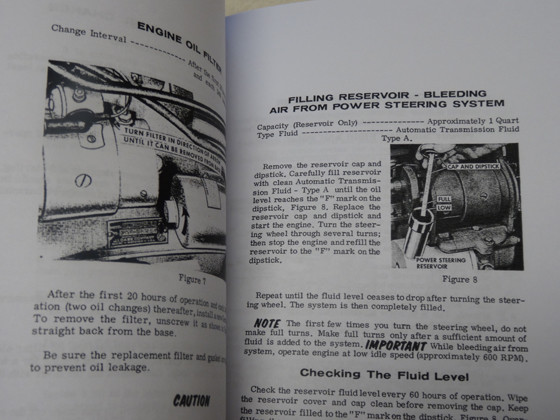 ENGINE OIL FILTER
Change Interval
After the first
and each
TURN FILTER IN DIRECTION OF
UNTIL IT CAN BE REMOVED
Figure 7
After the first 20 hours of operation and
ation (two oil changes) thereafter, install a
To remove the filter, unscrew it as
straight back from the base.
Be sure the replacement filter and gasket
to prevent oil leakage.
CAUTION
FILLING RESERVOIR - BLEEDING
AIR FROM POWER STEERING SYSTEM
Capacity (Reservoir Only) -------------- Approximately 1 Quart
Type Fluid -------------------- Automatic Transmission Fluid
Type A.
Remove the reservoir cap and
dipstick. Carefully fill reservoir
with clean Automatic Transmis-
sion Fluid - Type A until the oil
level reaches the "F" mark on the
dipstick, Figure 8. Replace the
reservoir cap and dipstick and
start the engine. Turn the steer-
ing wheel through several turns;
then stop the engine and refill the
reservoir to the "F" mark on the
dipstick.
CAP AND DIPSTICK
FULL
LOW
POWER STEERING
RESERVOIR
Figure 8
Repeat until the fluid level ceases to drop after turning the steer-
ing wheel. The system is then completely filled.
NOTE The first few times you turn the steering wheel, do not
make full turns. Make full turns only after a sufficient amount of
fluid is added to the system. IMPORTANT While bleeding air from
system, operate engine at low idle speed (approximately 600 RPM).
Checking The Fluid Level
Check the reservoir fluid level every 60 hours of operation. Wipe
the reservoir cover and cap clean before removing the cap. Keep
the reservoir filled to the "F" mark on the dipstick, Figure 8. Oper-